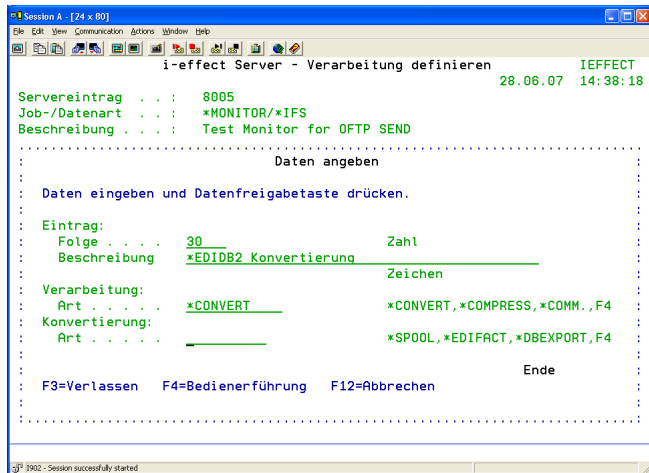 Session A - [24 x 80]
File Edit View Communication Actions Window Help
i-effect Server - Verarbeitung definieren IEFFECT
28.06.07 14:38:18
Servereintrag . . : 8005
Job-/Datenart . . : *MONITOR/*IFS
Beschreibung . . . : Test Monitor for OFTP SEND
Daten angeben
Daten eingeben und Datenfreigabetaste drücken.
Eintrag:
Folge . . . . 30 Zahl
Beschreibung *EDIDB2 Konvertierung
Zeichen
Verarbeitung:
Art . . . . . *CONVERT *CONVERT,*COMPRESS,*COMM.,F4
Konvertierung:
Art . . . . . *SPOOL,*EDIFACT,*DBEXPORT,F4
Ende
F3=Verlassen F4=Bedienerführung F12=Abbrechen
I902 - Session successfully started